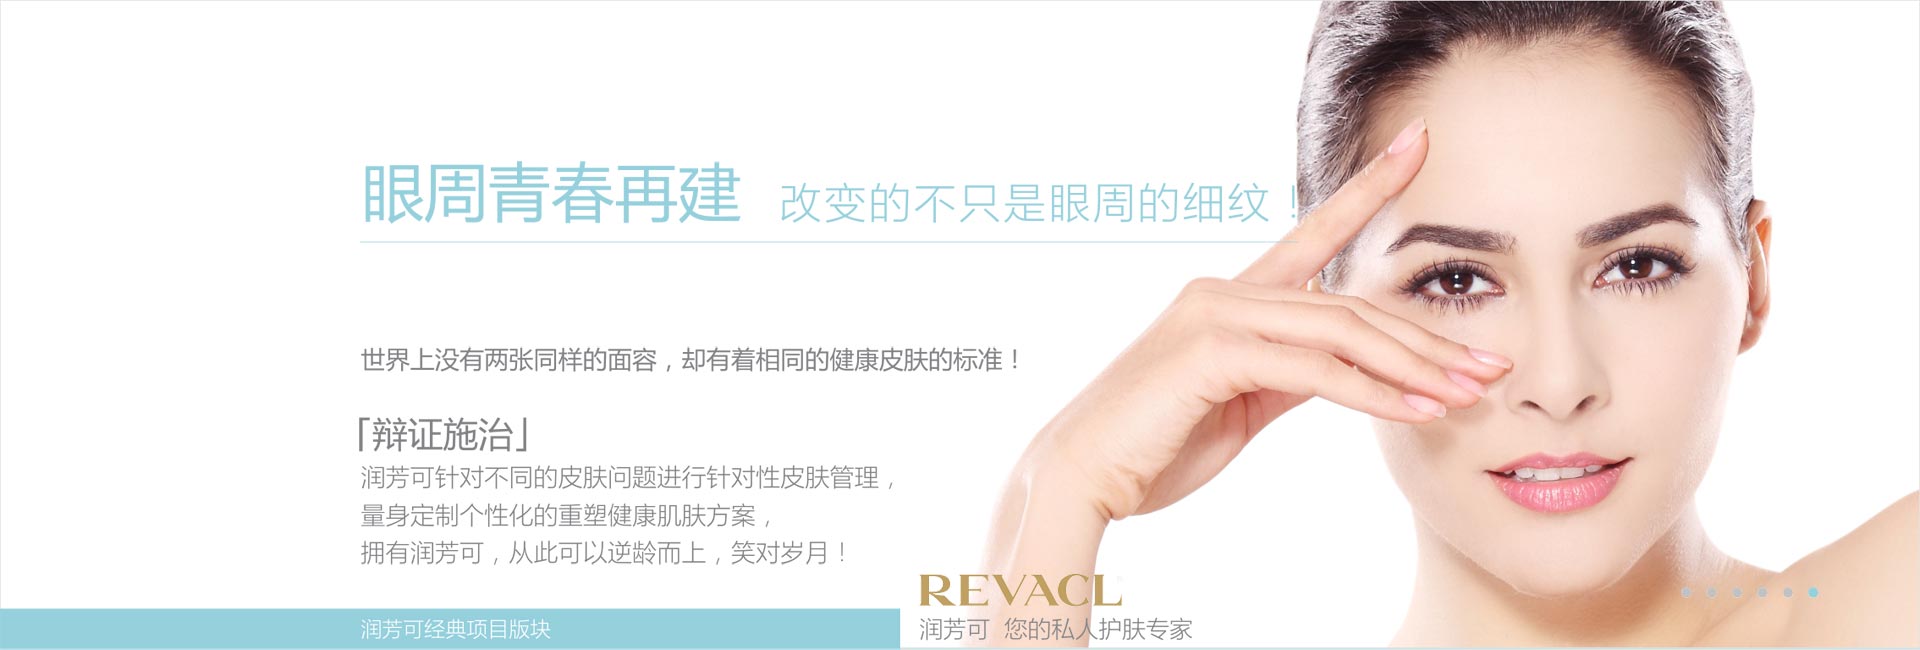 眼周青春再建 改变的不只是眼周的细纹！
世界上没有两张同样的面容，却有着相同的健康皮肤的标准！
「辩证施治」
润芳可针对不同的皮肤问题进行针对性皮肤管理，
量身定制个性化的重塑健康肌肤方案，
拥有润芳可，从此可以逆龄而上，笑对岁月！
REVACL
润芳可经典项目版块
润芳可 您的私人护肤专家